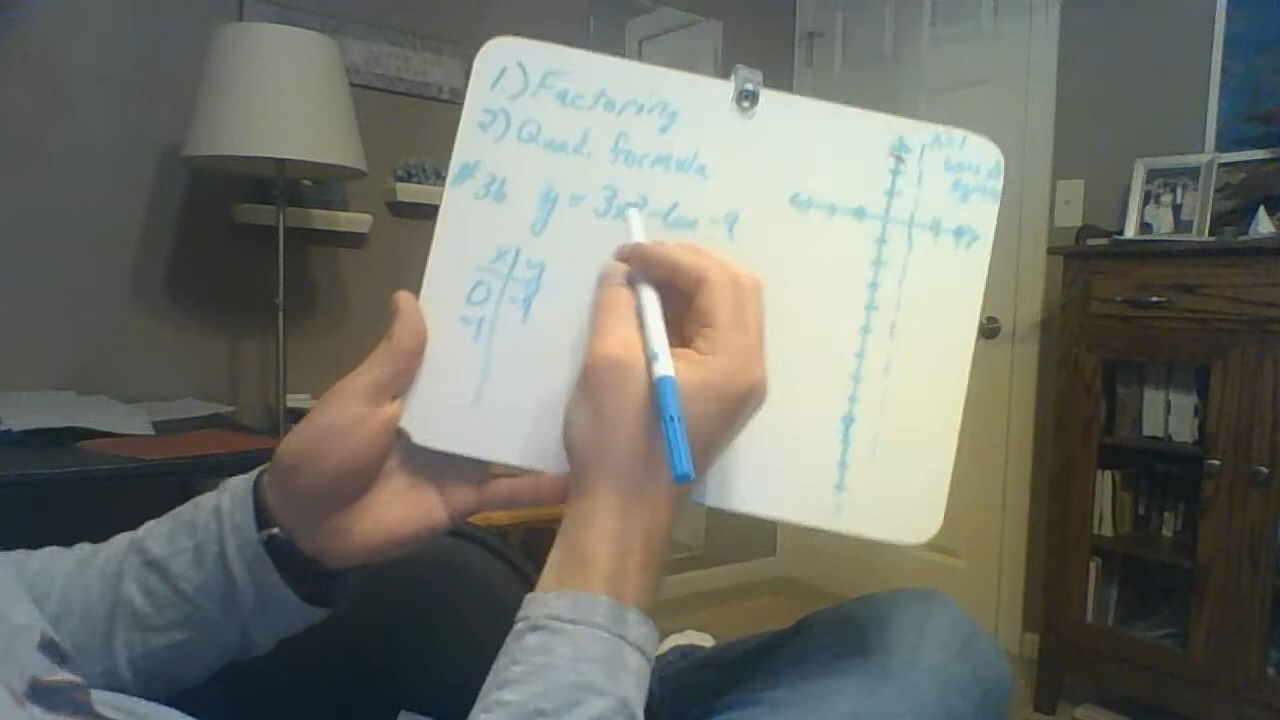 1.) Factoring
2) Quad. formula
#36 y = 3x²-6x-9
x y
0 -9
-1
x=1